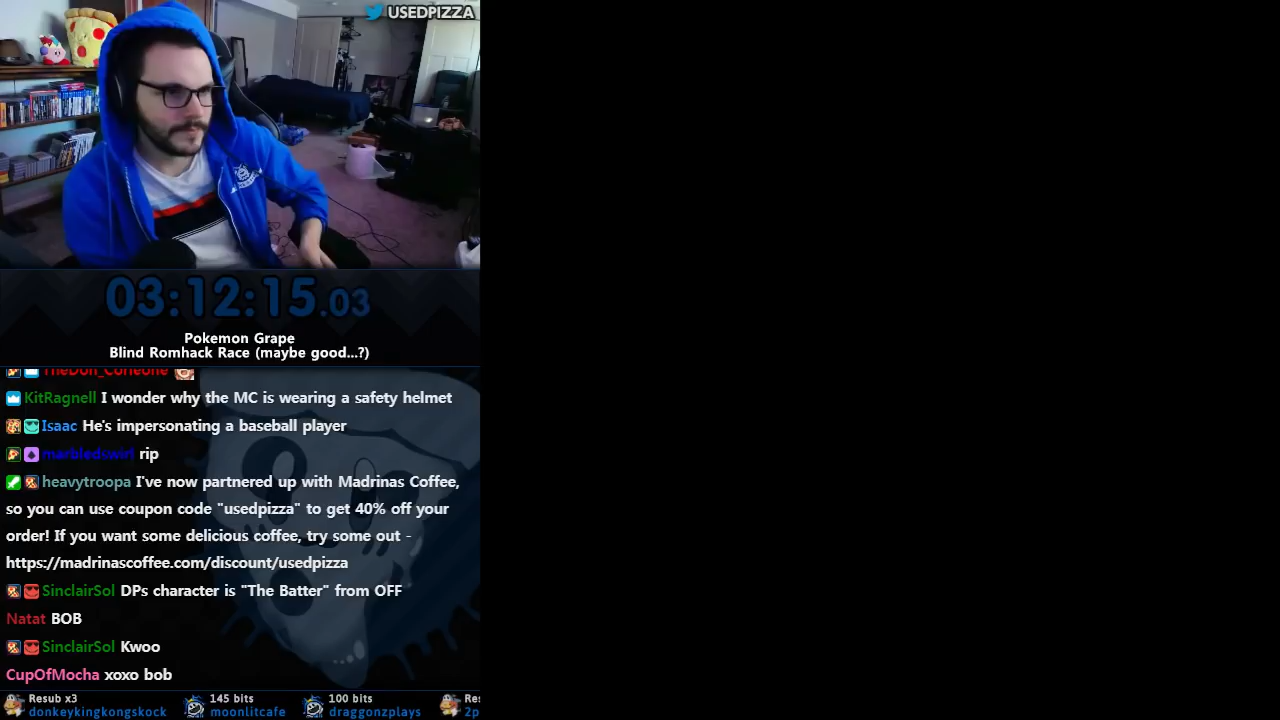 USEDPIZZA
03:12:15.03
Pokemon Grape
Blind Romhack Race (maybe good...?)
TheDon_Corleone
KitRagnell I wonder why the MC is wearing a safety helmet
Isaac He's impersonating a baseball player
marbledswirl rip
heavytroopa I've now partnered up with Madrinas Coffee,
so you can use coupon code "usedpizza" to get 40% off your
order! If you want some delicious coffee, try some out -
https://madrinascoffee.com/discount/usedpizza
SinclairSol DPs character is "The Batter" from OFF
Natat BOB
SinclairSol Kwoo
CupOfMocha xoxo bob
Resub x3
donkeykingkongskock
145 bits
moonlitcafe
100 bits
draggonzplays
Res
2p